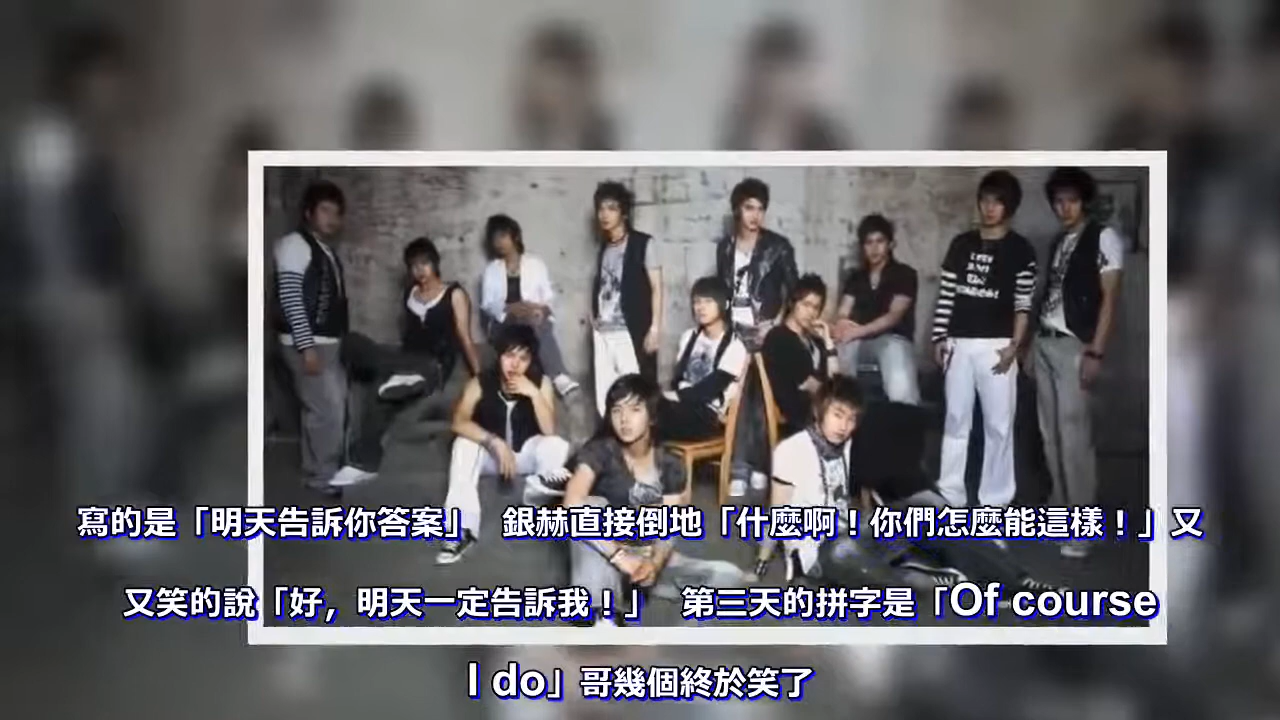 寫的是「明天告訴你答案」　銀赫直接倒地「什麼啊！你們怎麼能這樣！」又
又笑的說「好，明天一定告訴我！」　第三天的拼字是「Of course
I do」哥幾個終於笑了